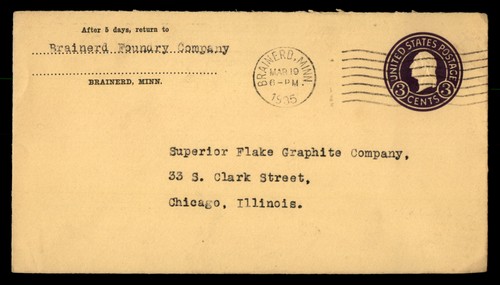 After 5 days, return to
Brainerd Foundry Company
BRAINERD, MINN.
BRAINERD, MINN.
MAR 19
6-PM
1935
UNITED STATES POSTAGE
3 CENTS 3
Superior Flake Graphite Company,
33 S. Clark Street,
Chicago, Illinois.